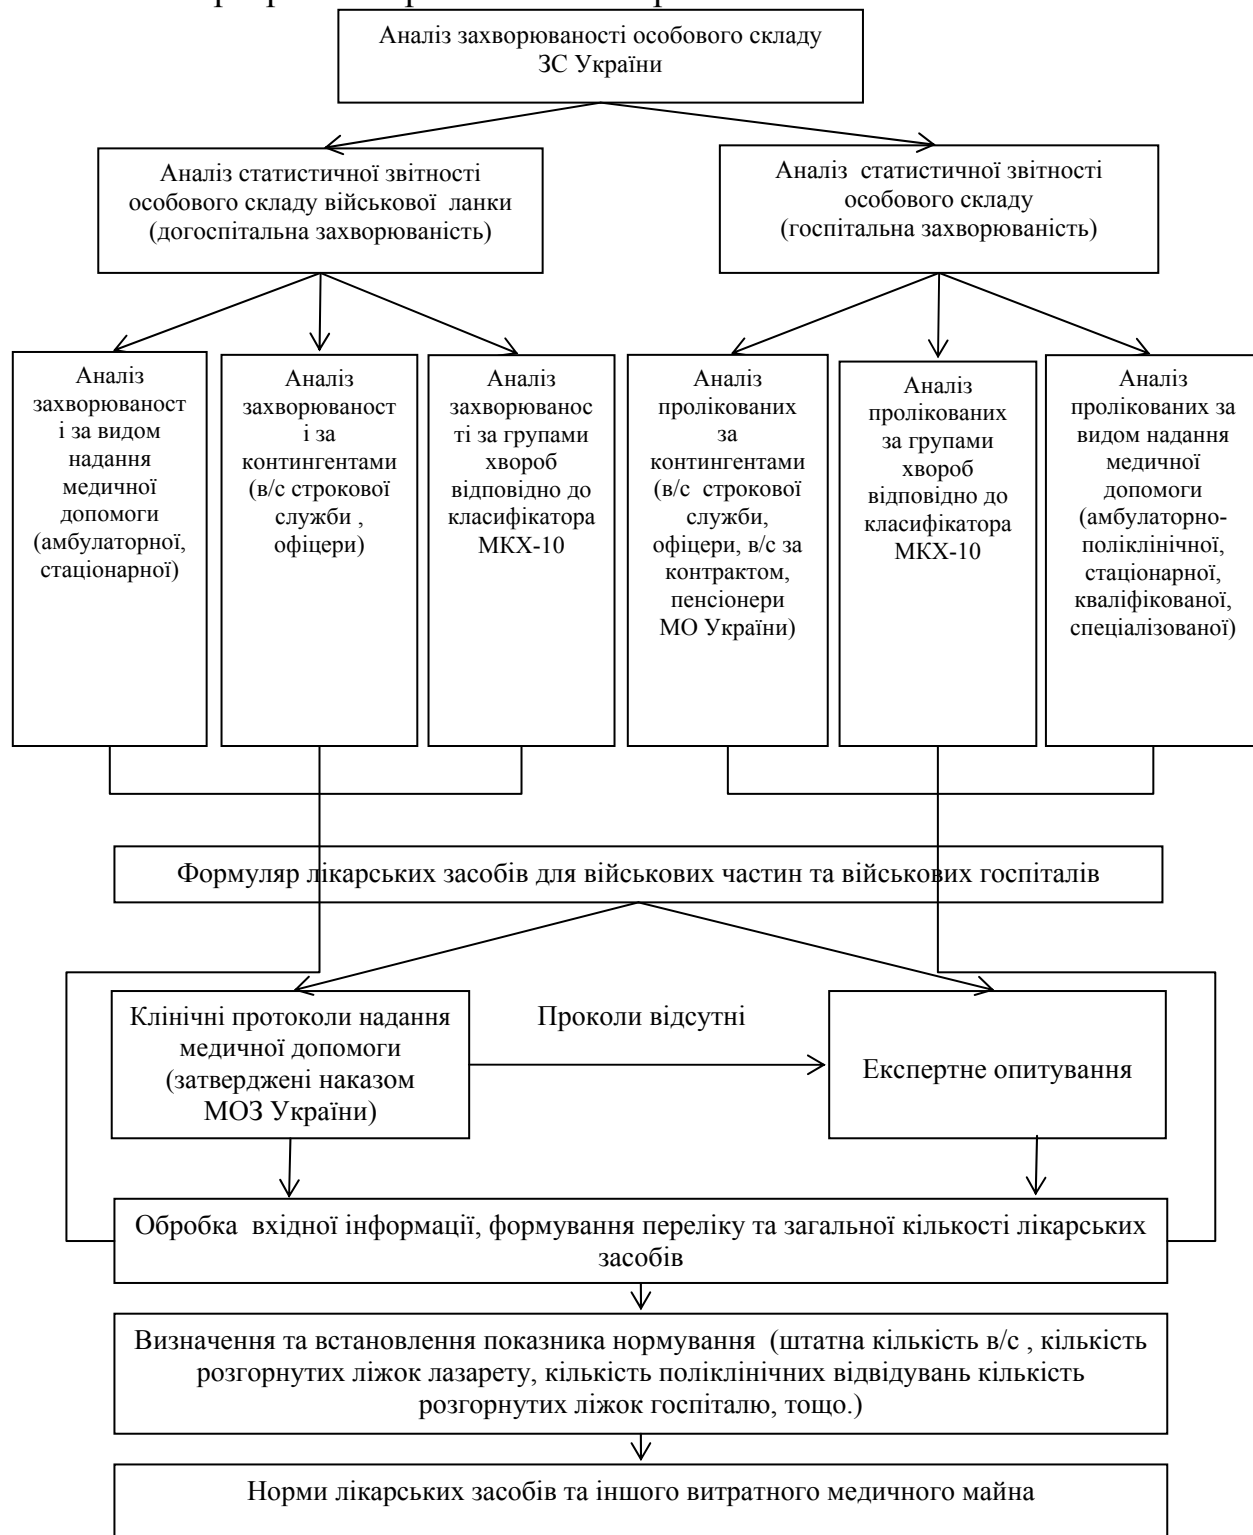 Аналіз захворюваності особового складу
ЗС України
Аналіз статистичної звітності
особового складу військової ланки
(догоспітальна захворюваність)
Аналіз статистичної звітності
особового складу
(госпітальна захворюваність)
Аналіз
захворюваност
і за видом
надання
медичної
допомоги
(амбулаторної,
стаціонарної)
Аналіз
захворюваност
і за
контингентами
(в/с строкової
служби ,
офіцери)
Аналіз
захворюванос
ті за групами
хвороб
відповідно до
класифікатора
МКХ-10
Аналіз
пролікованих
за
контингентами
(в/с строкової
служби,
офіцери, в/с за
контрактом,
пенсіонери
МО України)
Аналіз
пролікованих
за групами
хвороб
відповідно до
класифікатора
МКХ-10
Аналіз
пролікованих за
видом надання
медичної
допомоги
(амбулаторно-
поліклінічної,
стаціонарної,
кваліфікованої,
спеціалізованої)
Формуляр лікарських засобів для військових частин та військових госпіталів
Клінічні протоколи надання
медичної допомоги
(затверджені наказом
МОЗ України)
Проколи відсутні
Експертне опитування
Обробка вхідної інформації, формування переліку та загальної кількості лікарських
засобів
Визначення та встановлення показника нормування (штатна кількість в/с , кількість
розгорнутих ліжок лазарету, кількість поліклінічних відвідувань кількість
розгорнутих ліжок госпіталю, тощо.)
Норми лікарських засобів та іншого витратного медичного майна